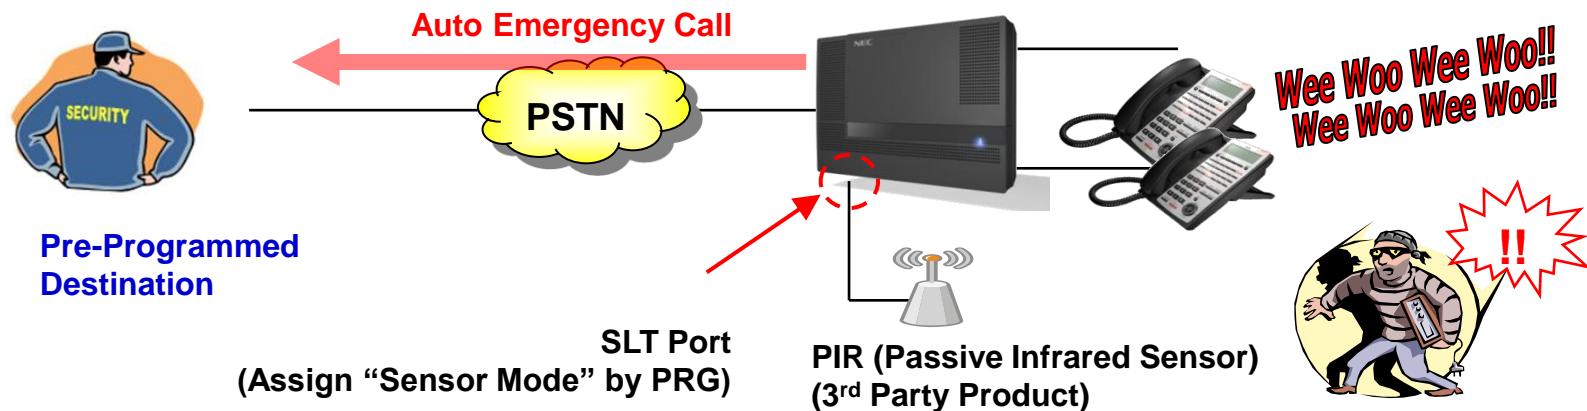 Auto Emergency Call
NEC
SECURITY
PSTN
Wee Woo Wee Woo!!
Wee Woo Wee Woo!!
Pre-Programmed
Destination
!!
SLT Port
(Assign “Sensor Mode” by PRG)
PIR (Passive Infrared Sensor)
(3rd Party Product)